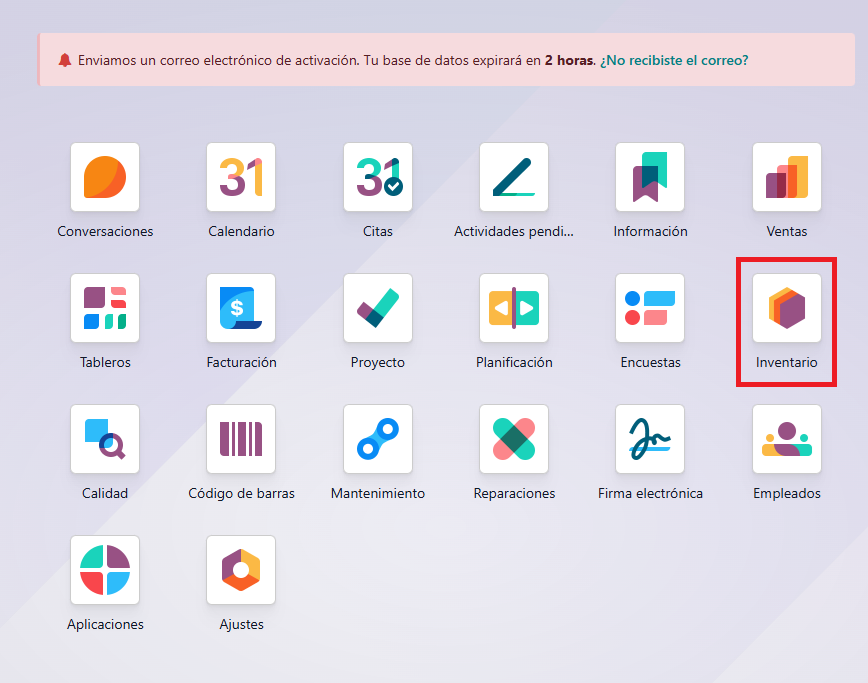 Enviamos un correo electrónico de activación. Tu base de datos expirará en 2 horas. ¿No recibiste el correo?
31
31
Conversaciones
Calendario
Citas
Actividades pendi...
Información
Ventas
$
Tableros
Facturación
Proyecto
Planificación
Encuestas
Inventario
Calidad
Código de barras
Mantenimiento
Reparaciones
Firma electrónica
Empleados
Aplicaciones
Ajustes